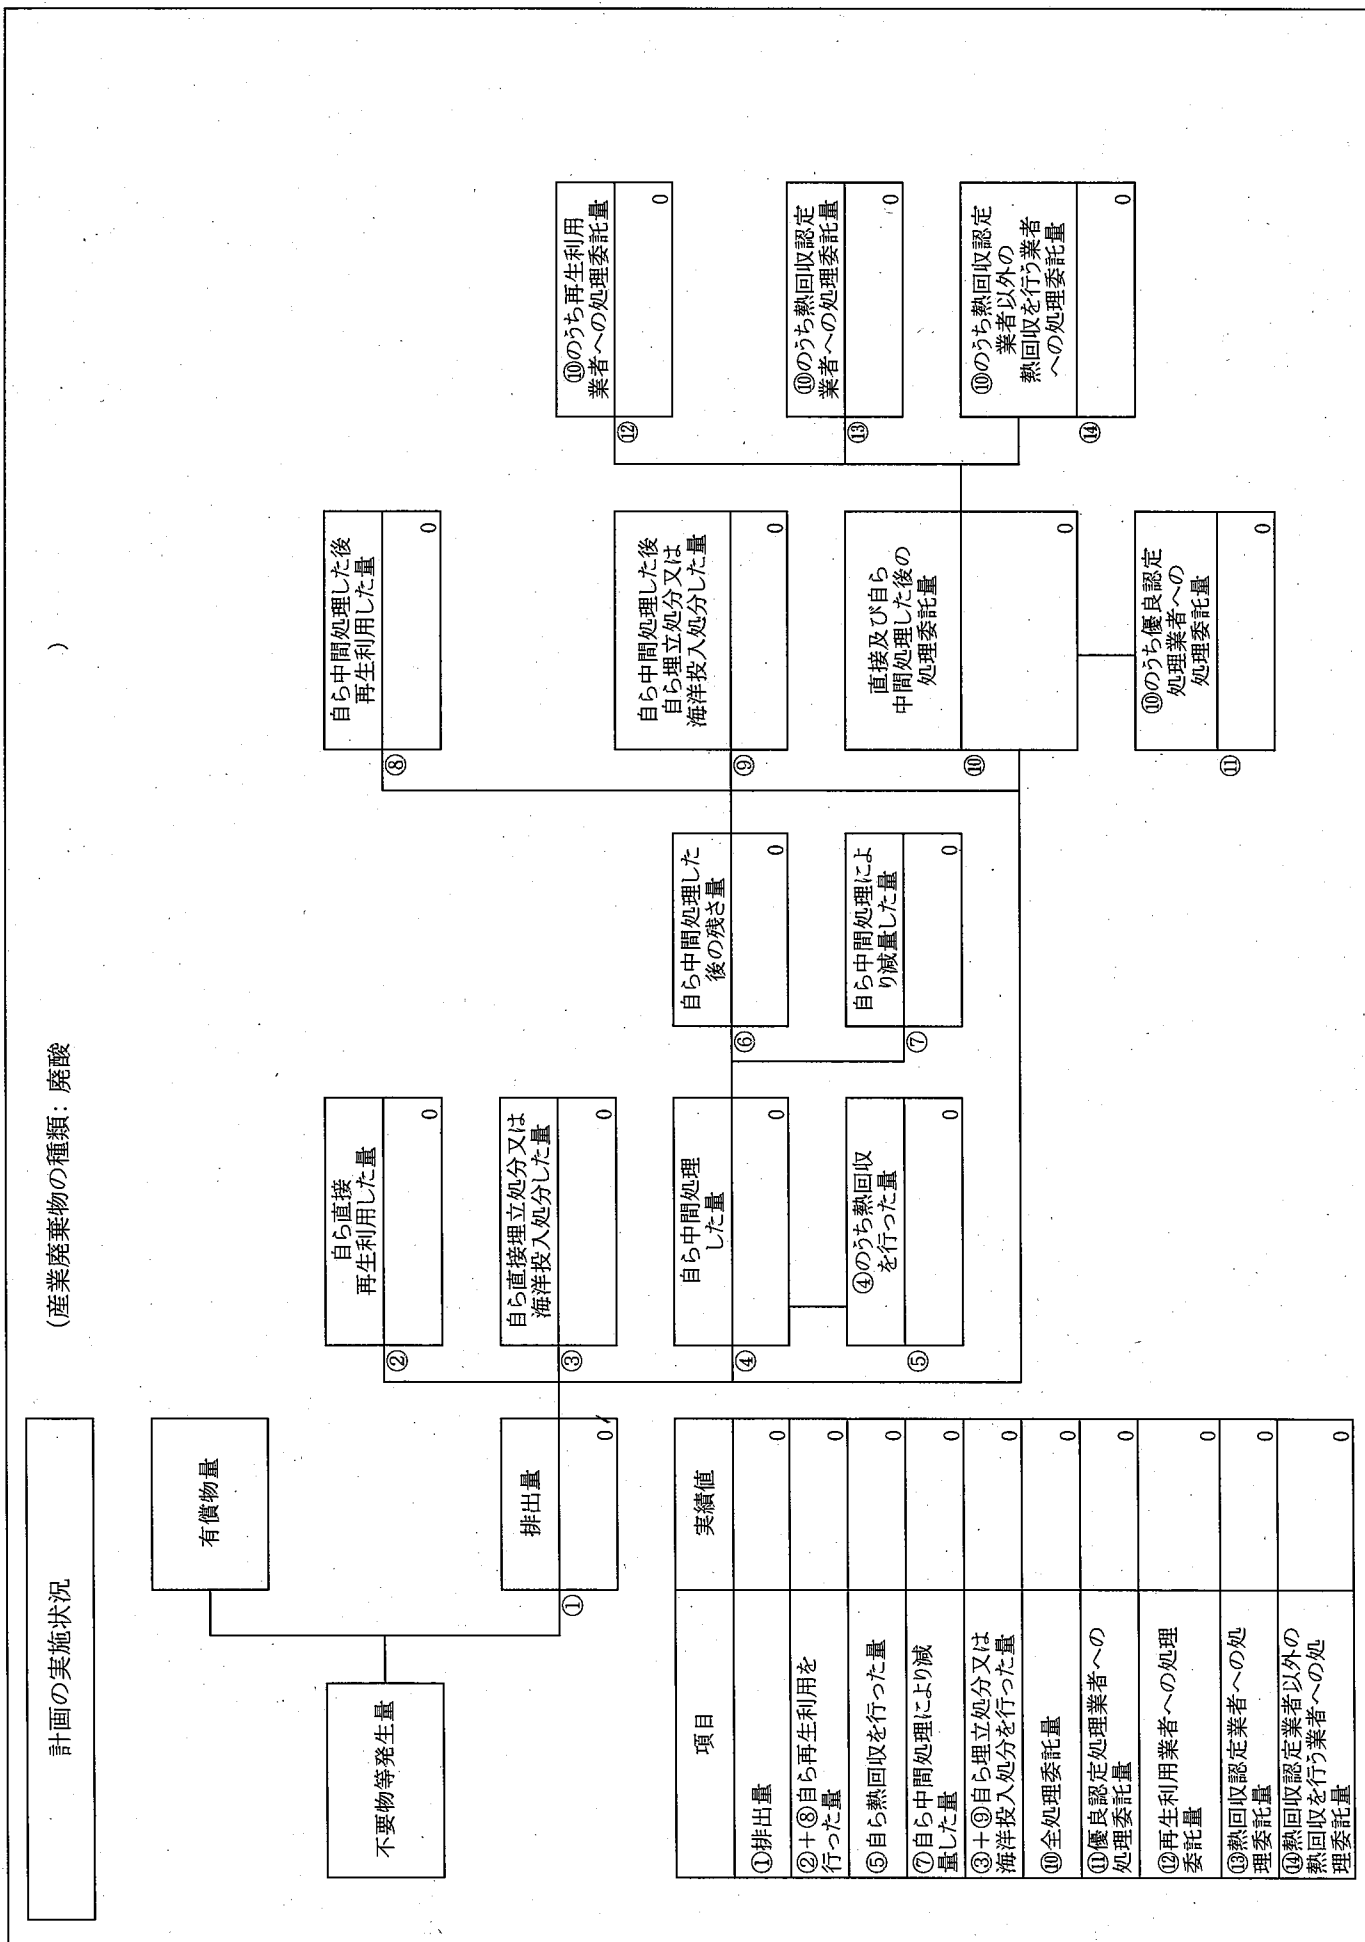 計画の実施状況
(産業廃棄物の種類：廃酸
)
不要物等発生量
有償物量
①
排出量
0
②
自ら直接
再生利用した量
0
③
自ら直接埋立処分又は
海洋投入処分した量
0
④
自ら中間処理
した量
0
⑤
④のうち熱回収
を行った量
0
⑥
自ら中間処理した
後の残さ量
0
⑦
自ら中間処理によ
り減量した量
0
⑧
自ら中間処理した後
再生利用した量
0
⑨
自ら中間処理した後
自ら埋立処分又は
海洋投入処分した量
0
⑩
直接及び自ら
中間処理した後の
処理委託量
0
⑪
⑩のうち優良認定
処理業者への
処理委託量
0
⑫
⑩のうち再生利用
業者への処理委託量
0
⑬
⑩のうち熱回収認定
業者への処理委託量
0
⑭
⑩のうち熱回収認定
業者以外の
熱回収を行う業者
への処理委託量
0
項目 実績値
①排出量 0
②+⑧自ら再生利用を
行った量 0
⑤自ら熱回収を行った量 0
⑦自ら中間処理により減
量した量 0
③+⑨自ら埋立処分又は
海洋投入処分を行った量 0
⑩全処理委託量 0
⑪優良認定処理業者への
処理委託量 0
⑫再生利用業者への処理
委託量 0
⑬熱回収認定業者への処
理委託量 0
⑭熱回収認定業者以外の
熱回収を行う業者への処
理委託量 0